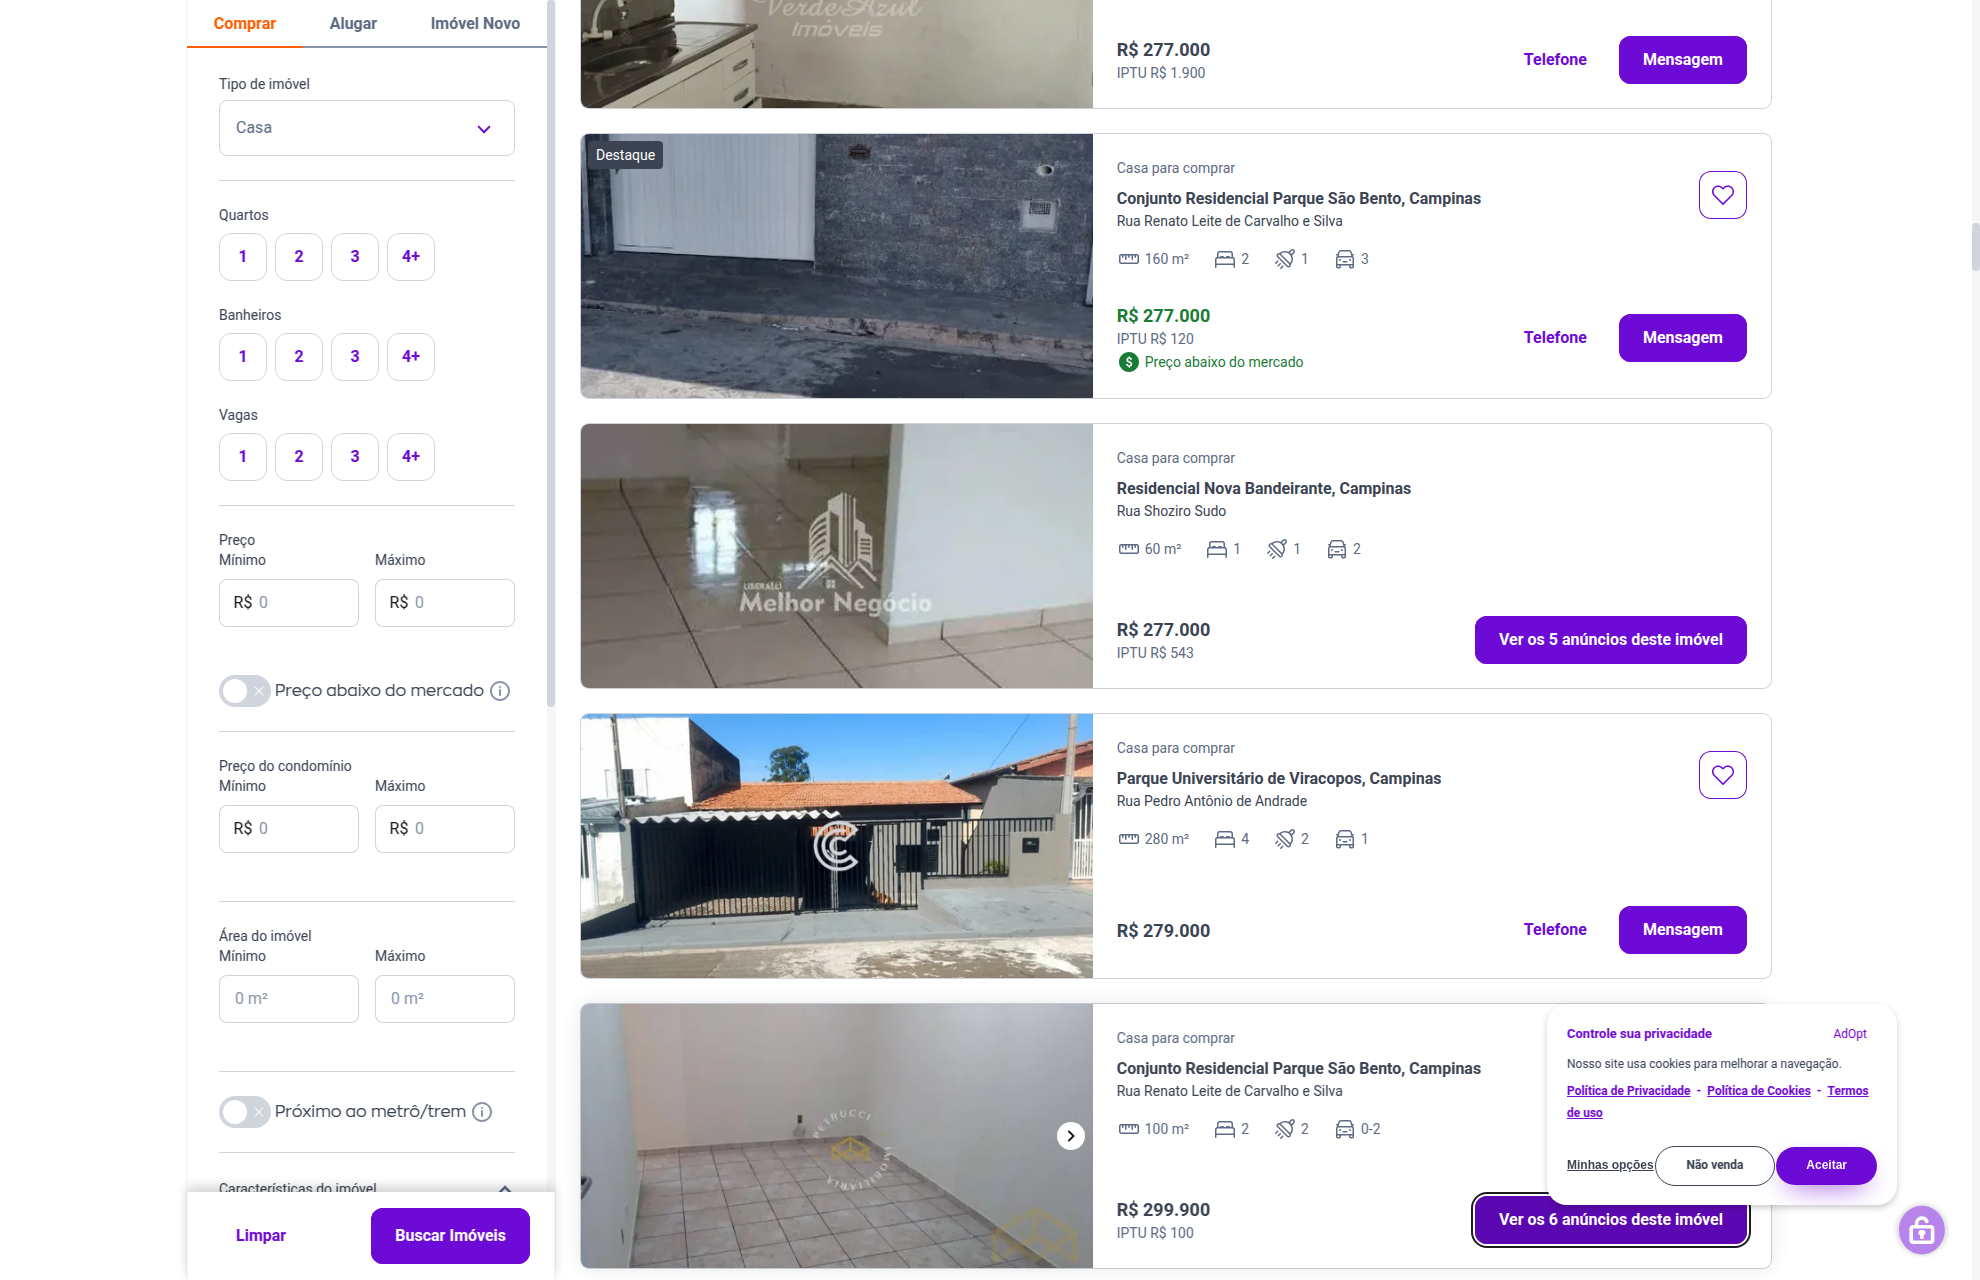 Comprar
Alugar
Imóvel Novo
Tipo de imóvel
Casa
Quartos
1
2
3
4+
Banheiros
1
2
3
4+
Vagas
1
2
3
4+
Preço
Mínimo
Máximo
R$ 0
R$ 0
Preço abaixo do mercado
Preço do condomínio
Mínimo
Máximo
R$ 0
R$ 0
Área do imóvel
Mínimo
Máximo
0 m²
0 m²
Próximo ao metrô/trem
Características do imóvel
Limpar
Buscar Imóveis
VerdeAzul
Imóveis
R$ 277.000
IPTU R$ 1.900
Telefone
Mensagem
Destaque
Casa para comprar
Conjunto Residencial Parque São Bento, Campinas
Rua Renato Leite de Carvalho e Silva
160 m²
2
1
3
R$ 277.000
IPTU R$ 120
Preço abaixo do mercado
Telefone
Mensagem
LIBERALLI
Melhor Negócio
Casa para comprar
Residencial Nova Bandeirante, Campinas
Rua Shoziro Sudo
60 m²
1
1
2
R$ 277.000
IPTU R$ 543
Ver os 5 anúncios deste imóvel
Casa para comprar
Parque Universitário de Viracopos, Campinas
Rua Pedro Antônio de Andrade
280 m²
4
2
1
R$ 279.000
Telefone
Mensagem
PETRUCCI
IMOBILIÁRIA
Casa para comprar
Conjunto Residencial Parque São Bento, Campinas
Rua Renato Leite de Carvalho e Silva
100 m²
2
2
0-2
R$ 299.900
IPTU R$ 100
Ver os 6 anúncios deste imóvel
Controle sua privacidade
AdOpt
Nosso site usa cookies para melhorar a navegação.
Política de Privacidade - Política de Cookies - Termos
de uso
Minhas opções
Não venda
Aceitar